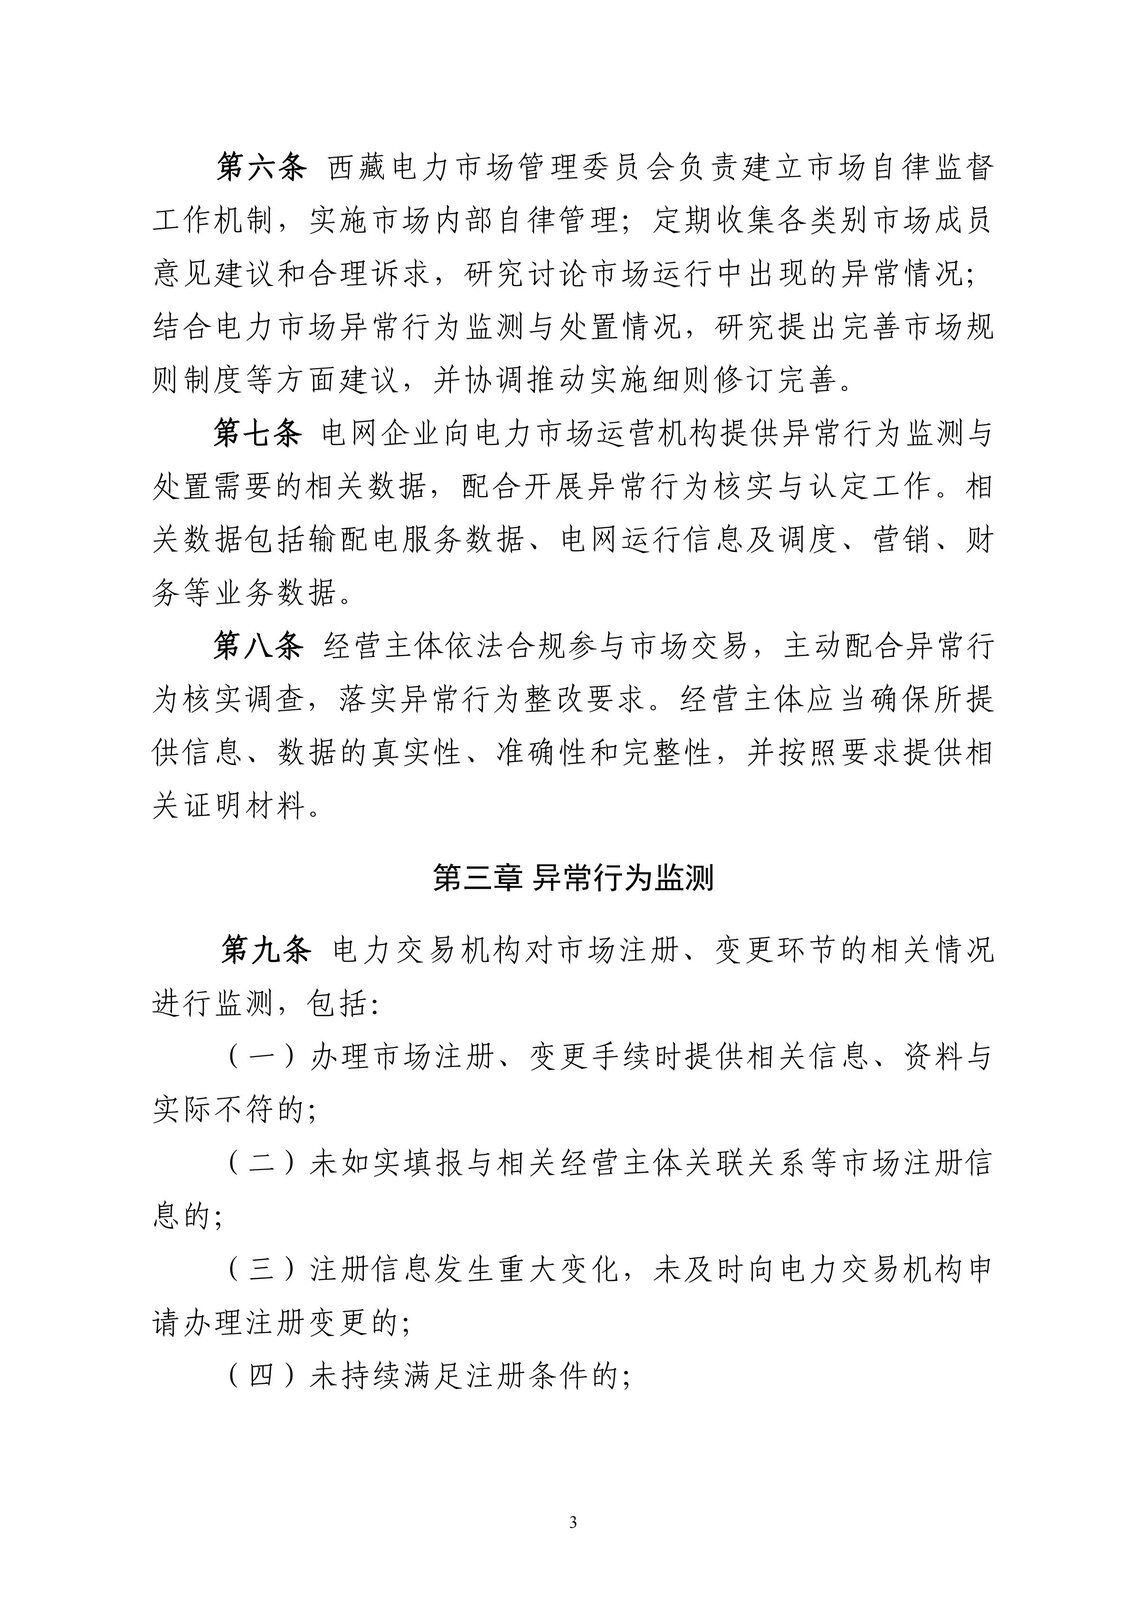 第六条 西藏电力市场管理委员会负责建立市场自律监督
工作机制，实施市场内部自律管理；定期收集各类别市场成员
意见建议和合理诉求，研究讨论市场运行中出现的异常情况；
结合电力市场异常行为监测与处置情况，研究提出完善市场规
则制度等方面建议，并协调推动实施细则修订完善。
第七条 电网企业向电力市场运营机构提供异常行为监测与
处置需要的相关数据，配合开展异常行为核实与认定工作。相
关数据包括输配电服务数据、电网运行信息及调度、营销、财
务等业务数据。
第八条 经营主体依法合规参与市场交易，主动配合异常行
为核实调查，落实异常行为整改要求。经营主体应当确保所提
供信息、数据的真实性、准确性和完整性，并按照要求提供相
关证明材料。
第三章 异常行为监测
第九条 电力交易机构对市场注册、变更环节的相关情况
进行监测，包括：
（一）办理市场注册、变更手续时提供相关信息、资料与
实际不符的；
（二）未如实填报与相关经营主体关联关系等市场注册信
息的；
（三）注册信息发生重大变化，未及时向电力交易机构申
请办理注册变更的；
（四）未持续满足注册条件的；
3